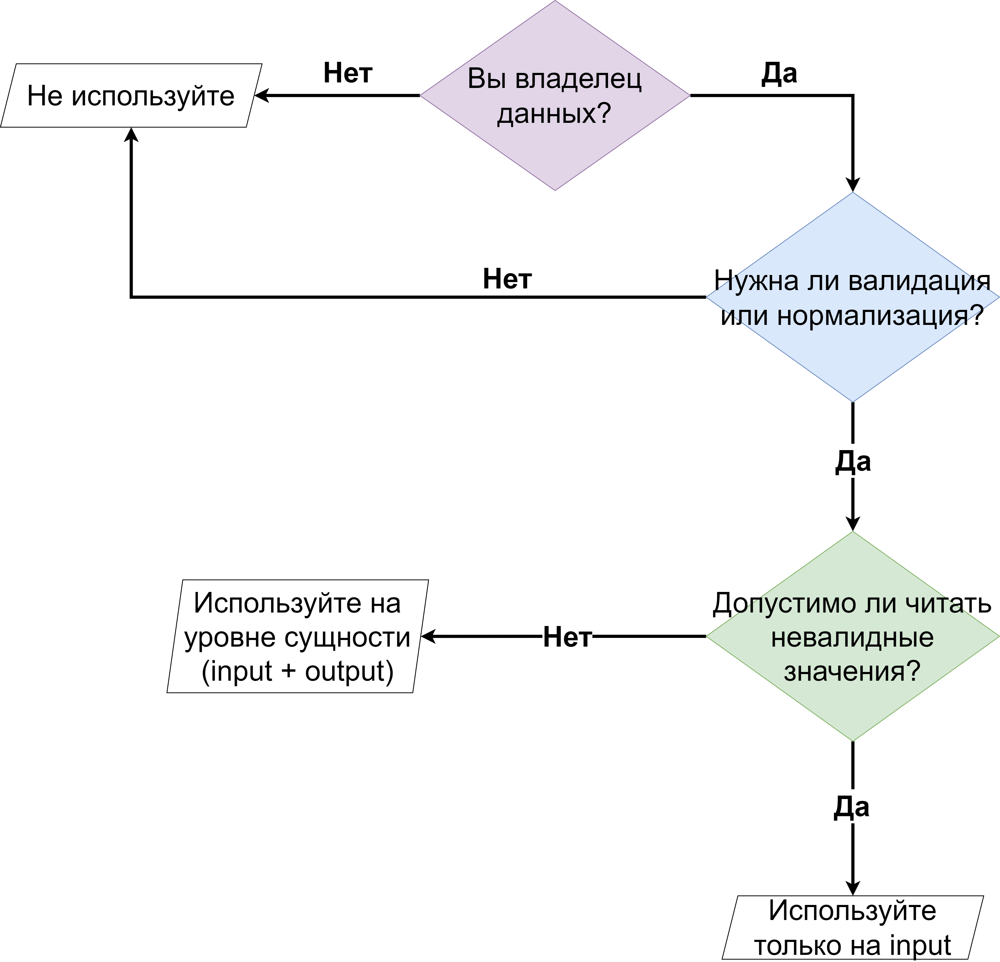 Нет
Вы владелец
данных?
Да
Не используйте
Нет
Нужна ли валидация
или нормализация?
Да
Используйте на
уровне сущности
(input + output)
Нет
Допустимо ли читать
невалидные
значения?
Да
Используйте
только на input